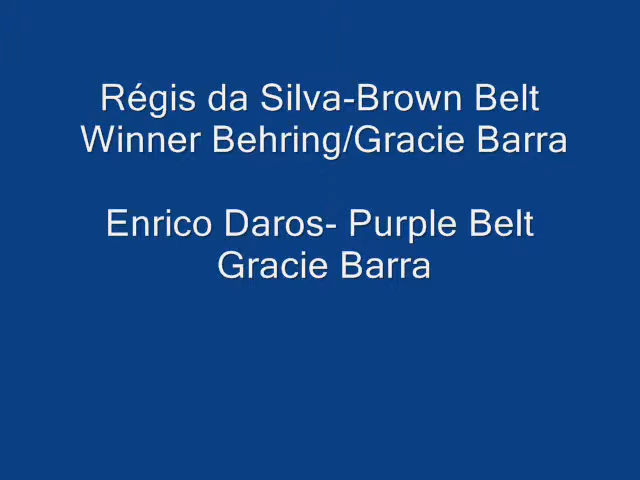 Régis da Silva-Brown Belt
Winner Behring/Gracie Barra
Enrico Daros- Purple Belt
Gracie Barra